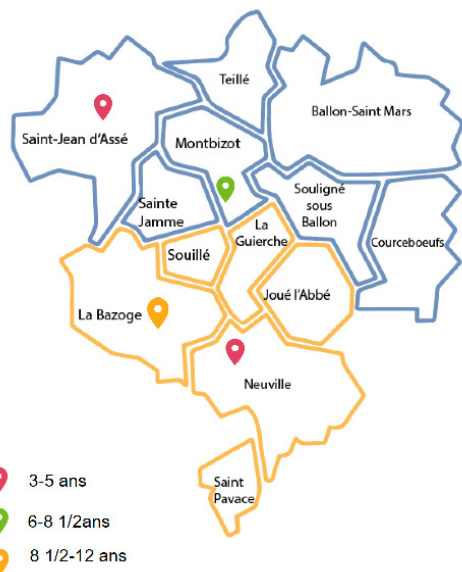 Teillé
Ballon-Saint Mars
Saint-Jean d'Assé
Montbizot
Sainte
Jamme
Souligné
sous
Ballon
La
Guierche
Courceboeufs
Souillé
Joué l'Abbé
La Bazoge
Neuville
Saint
Pavace
3-5 ans
6-8 1/2ans
8 1/2-12 ans